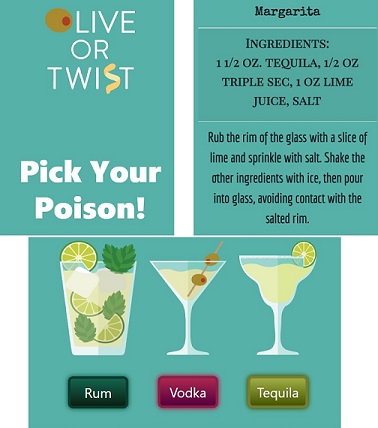 OLIVE
OR
TWIST
Pick Your
Poison!
Margarita
INGREDIENTS:
1 1/2 OZ. TEQUILA, 1/2 OZ
TRIPLE SEC, 1 OZ LIME
JUICE, SALT
Rub the rim of the glass with a slice of
lime and sprinkle with salt. Shake the
other ingredients with ice, then pour
into glass, avoiding contact with the
salted rim.
Rum
Vodka
Tequila